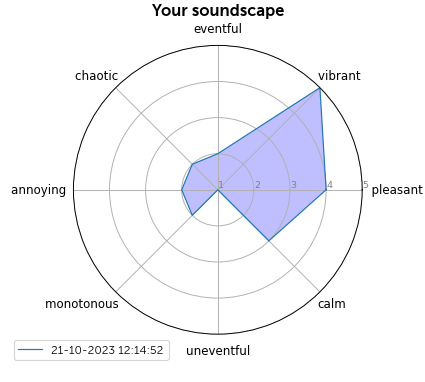 Your soundscape
eventful
chaotic
vibrant
annoying
1
2
3
4
5
pleasant
monotonous
calm
uneventful
21-10-2023 12:14:52